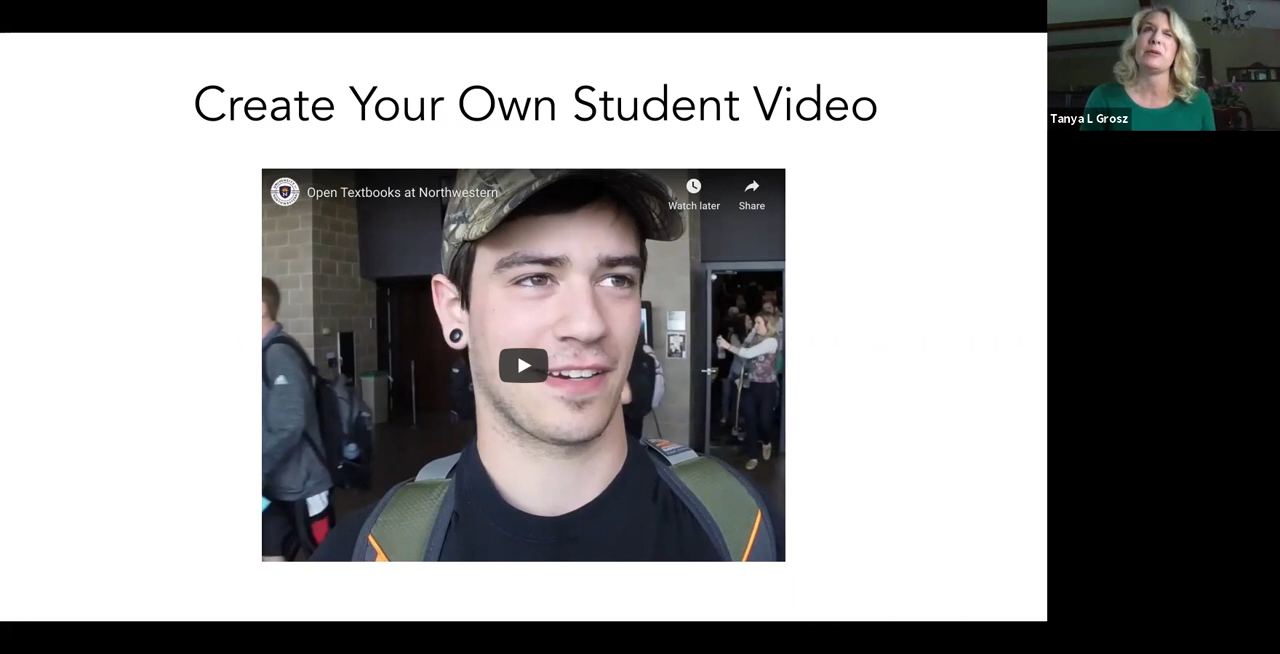 Create Your Own Student Video
Open Textbooks at Northwestern
Watch later
Share
Tanya L Grosz